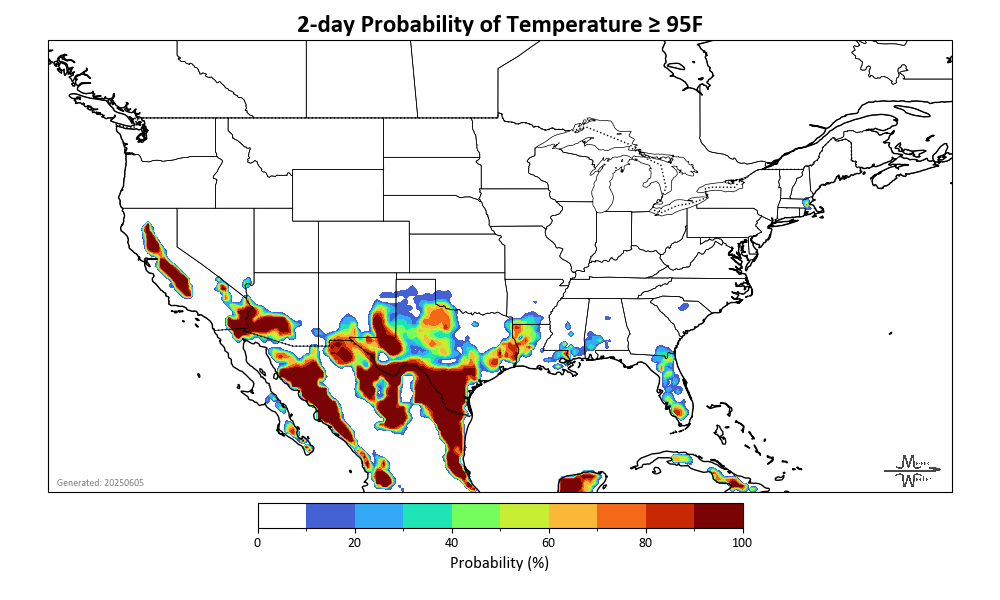 2-day Probability of Temperature ≥ 95F
Generated: 20250605
0 20 40 60 80 100
Probability (%)